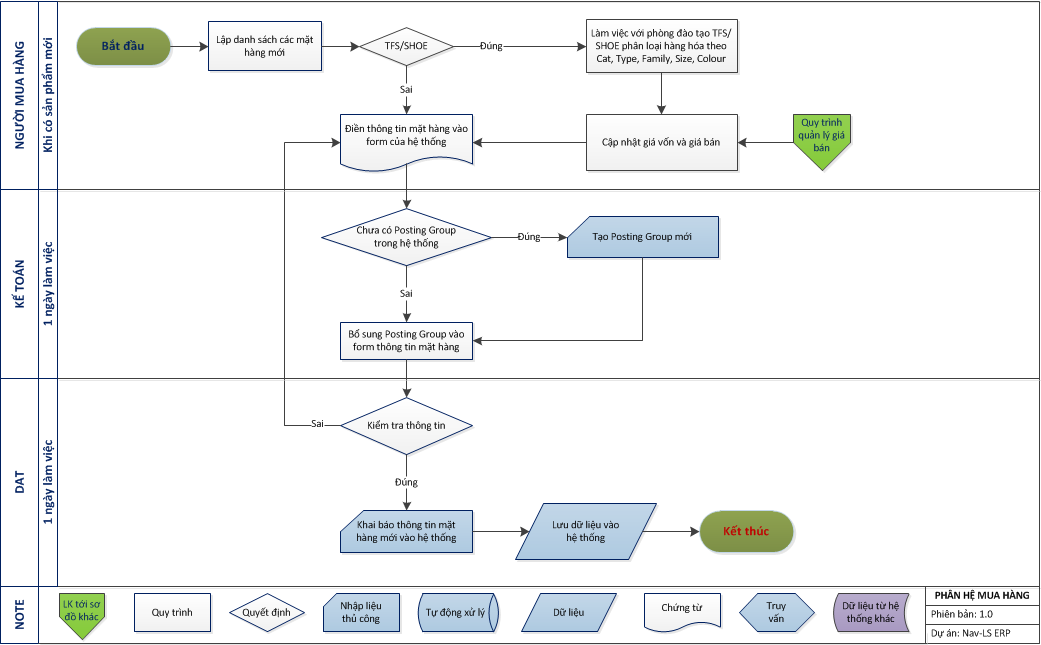 NGƯỜI MUA HÀNG
Khi có sản phẩm mới
Bắt đầu
Lập danh sách các mặt
hàng mới
TFS/SHOE
Đúng
Làm việc với phòng đào tạo TFS/
SHOE phân loại hàng hóa theo
Cat, Type, Family, Size, Colour
Sai
Điền thông tin mặt hàng vào
form của hệ thống
Cập nhật giá vốn và giá bán
Quy trình
quản lý giá
bán
KẾ TOÁN
1 ngày làm việc
Chưa có Posting Group
trong hệ thống
Đúng
Tạo Posting Group mới
Sai
Bổ sung Posting Group vào
form thông tin mặt hàng
DAT
1 ngày làm việc
Kiểm tra thông tin
Sai
Đúng
Khai báo thông tin mặt
hàng mới vào hệ thống
Lưu dữ liệu vào
hệ thống
Kết thúc
NOTE
LK tới sơ
đồ khác
Quy trình
Quyết định
Nhập liệu
thủ công
Tự động xử lý
Dữ liệu
Chứng từ
Truy
vấn
Dữ liệu từ hệ
thống khác
PHÂN HỆ MUA HÀNG
Phiên bản: 1.0
Dự án: Nav-LS ERP